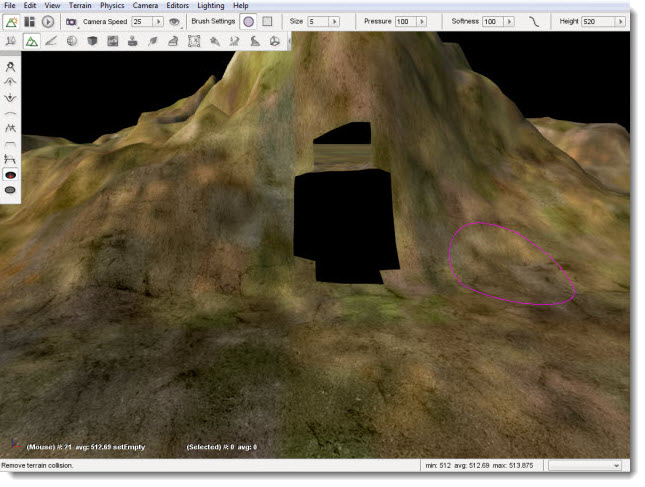 File Edit View Terrain Physics Camera Editors Lighting Help
Camera Speed 25 Brush Settings Size 5 Pressure 100 Softness 100 Height 520
(Mouse) #: 21 avg: 512.69 setEmpty (Selected) #: 0 avg: 0
Remove terrain collision. min: 512 avg: 512.69 max: 513.875